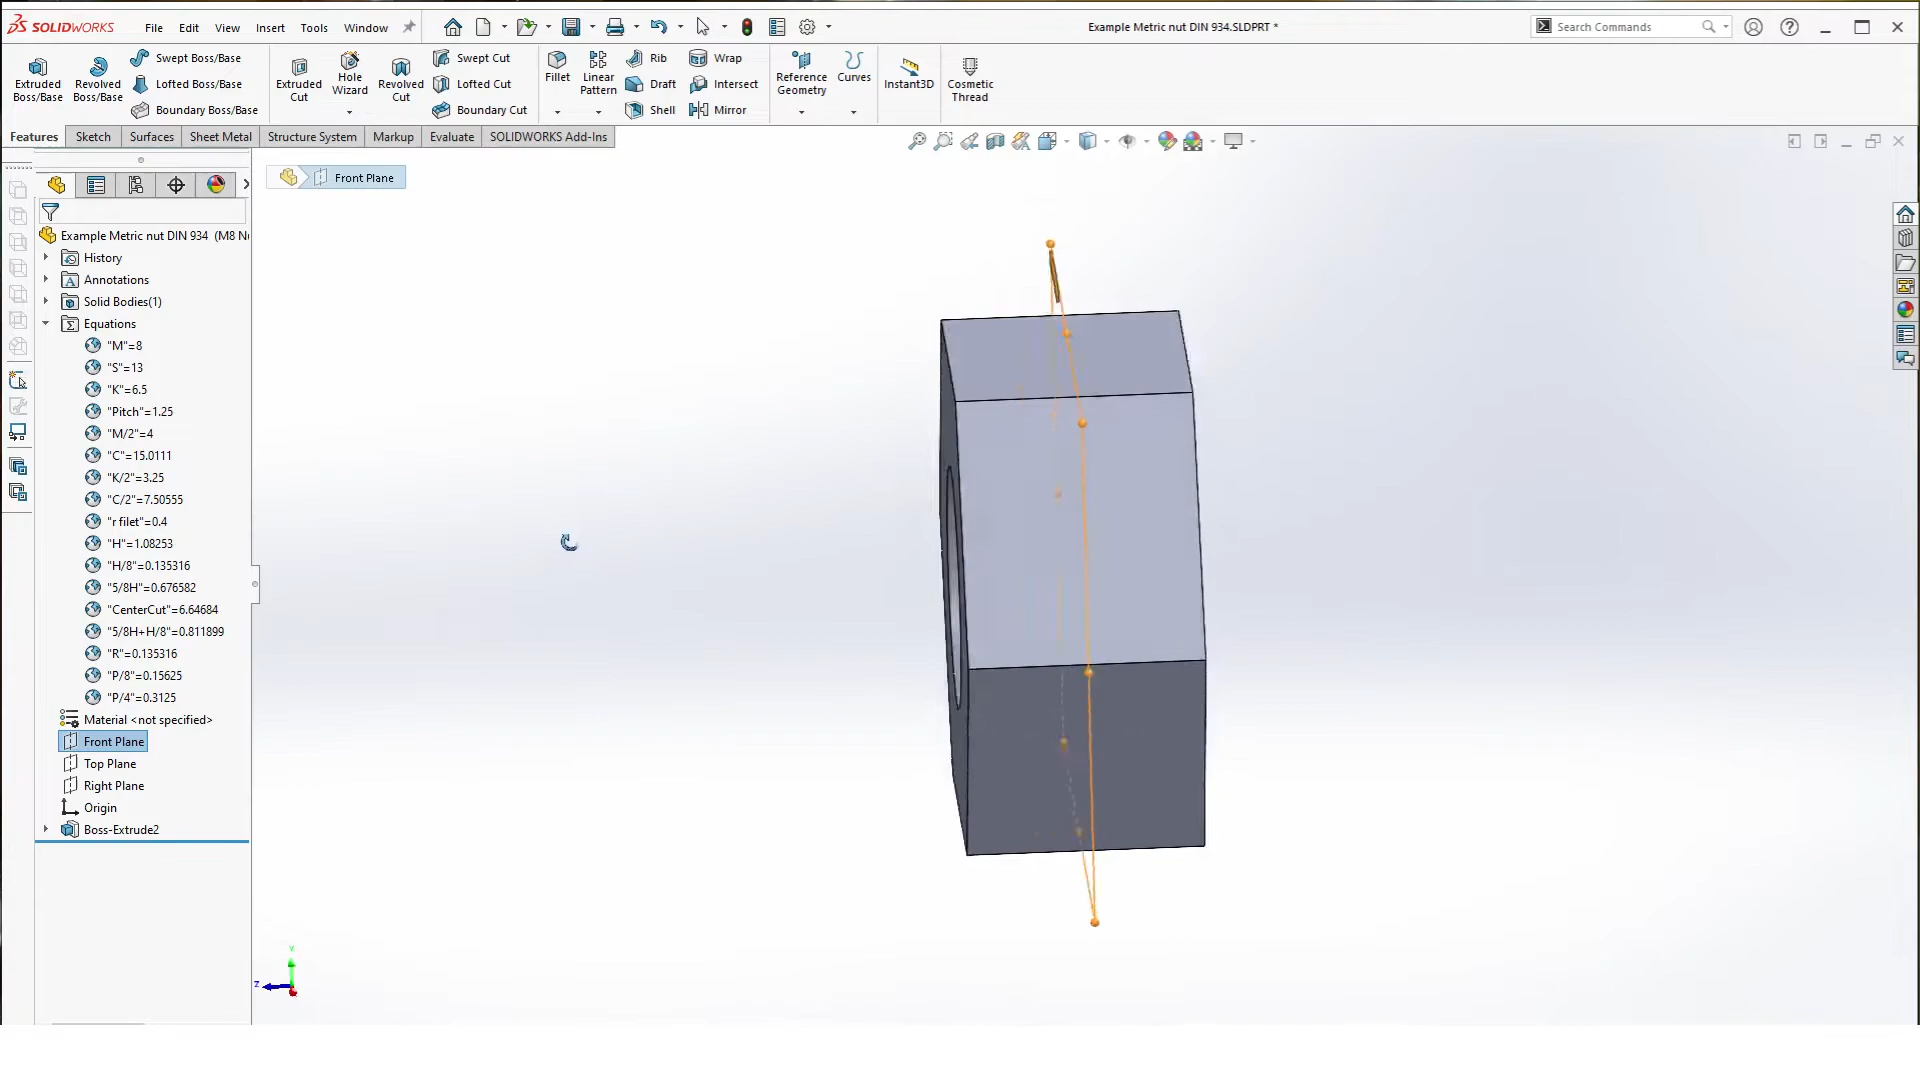 SOLIDWORKS
File Edit View Insert Tools Window
Example Metric nut DIN 934.SLDPRT *
Search Commands
Extruded Boss/Base
Revolved Boss/Base
Swept Boss/Base
Lofted Boss/Base
Boundary Boss/Base
Extruded Cut
Hole Wizard
Revolved Cut
Swept Cut
Lofted Cut
Boundary Cut
Fillet
Linear Pattern
Rib
Draft
Shell
Wrap
Intersect
Mirror
Reference Geometry
Curves
Instant3D
Cosmetic Thread
Features Sketch Surfaces Sheet Metal Structure System Markup Evaluate SOLIDWORKS Add-Ins
Front Plane
Example Metric nut DIN 934 (M8 N
History
Annotations
Solid Bodies(1)
Equations
"M"=8
"S"=13
"K"=6.5
"Pitch"=1.25
"M/2"=4
"C"=15.0111
"K/2"=3.25
"C/2"=7.50555
"r filet"=0.4
"H"=1.08253
"H/8"=0.135316
"5/8H"=0.676582
"CenterCut"=6.64684
"5/8H+H/8"=0.811899
"R"=0.135316
"P/8"=0.15625
"P/4"=0.3125
Material <not specified>
Front Plane
Top Plane
Right Plane
Origin
Boss-Extrude2
Y
Z